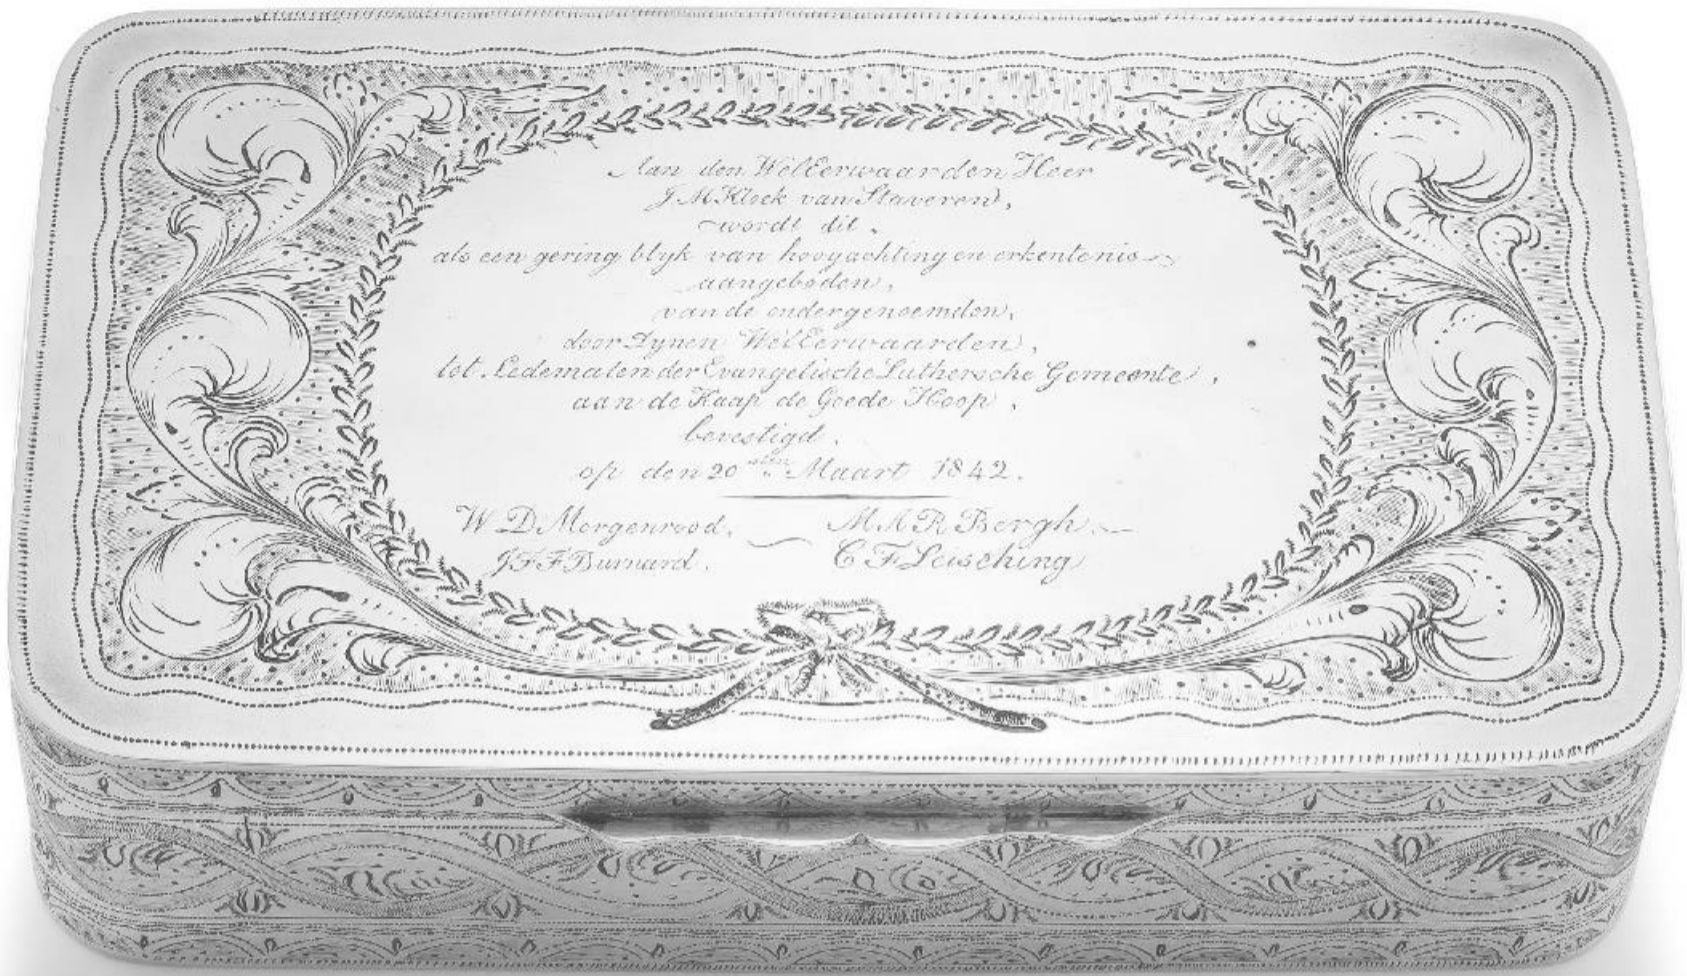 Aan den WelEerwaarden Heer
J.M. Kloek van Staveren,
wordt dit,
als een gering blyk van hoogachting en erkentenis
aangeboden,
van de ondergenoemden,
door Zynen WelEerwaarden,
tot Ledematen der Evangelische Luthersche Gemeente,
aan de Kaap de Goede Hoop,
bevestigd.
op den 20sten Maart 1842.
W D Morgenrood. M A R Bergh.
J F F Burnard. C F Leisching